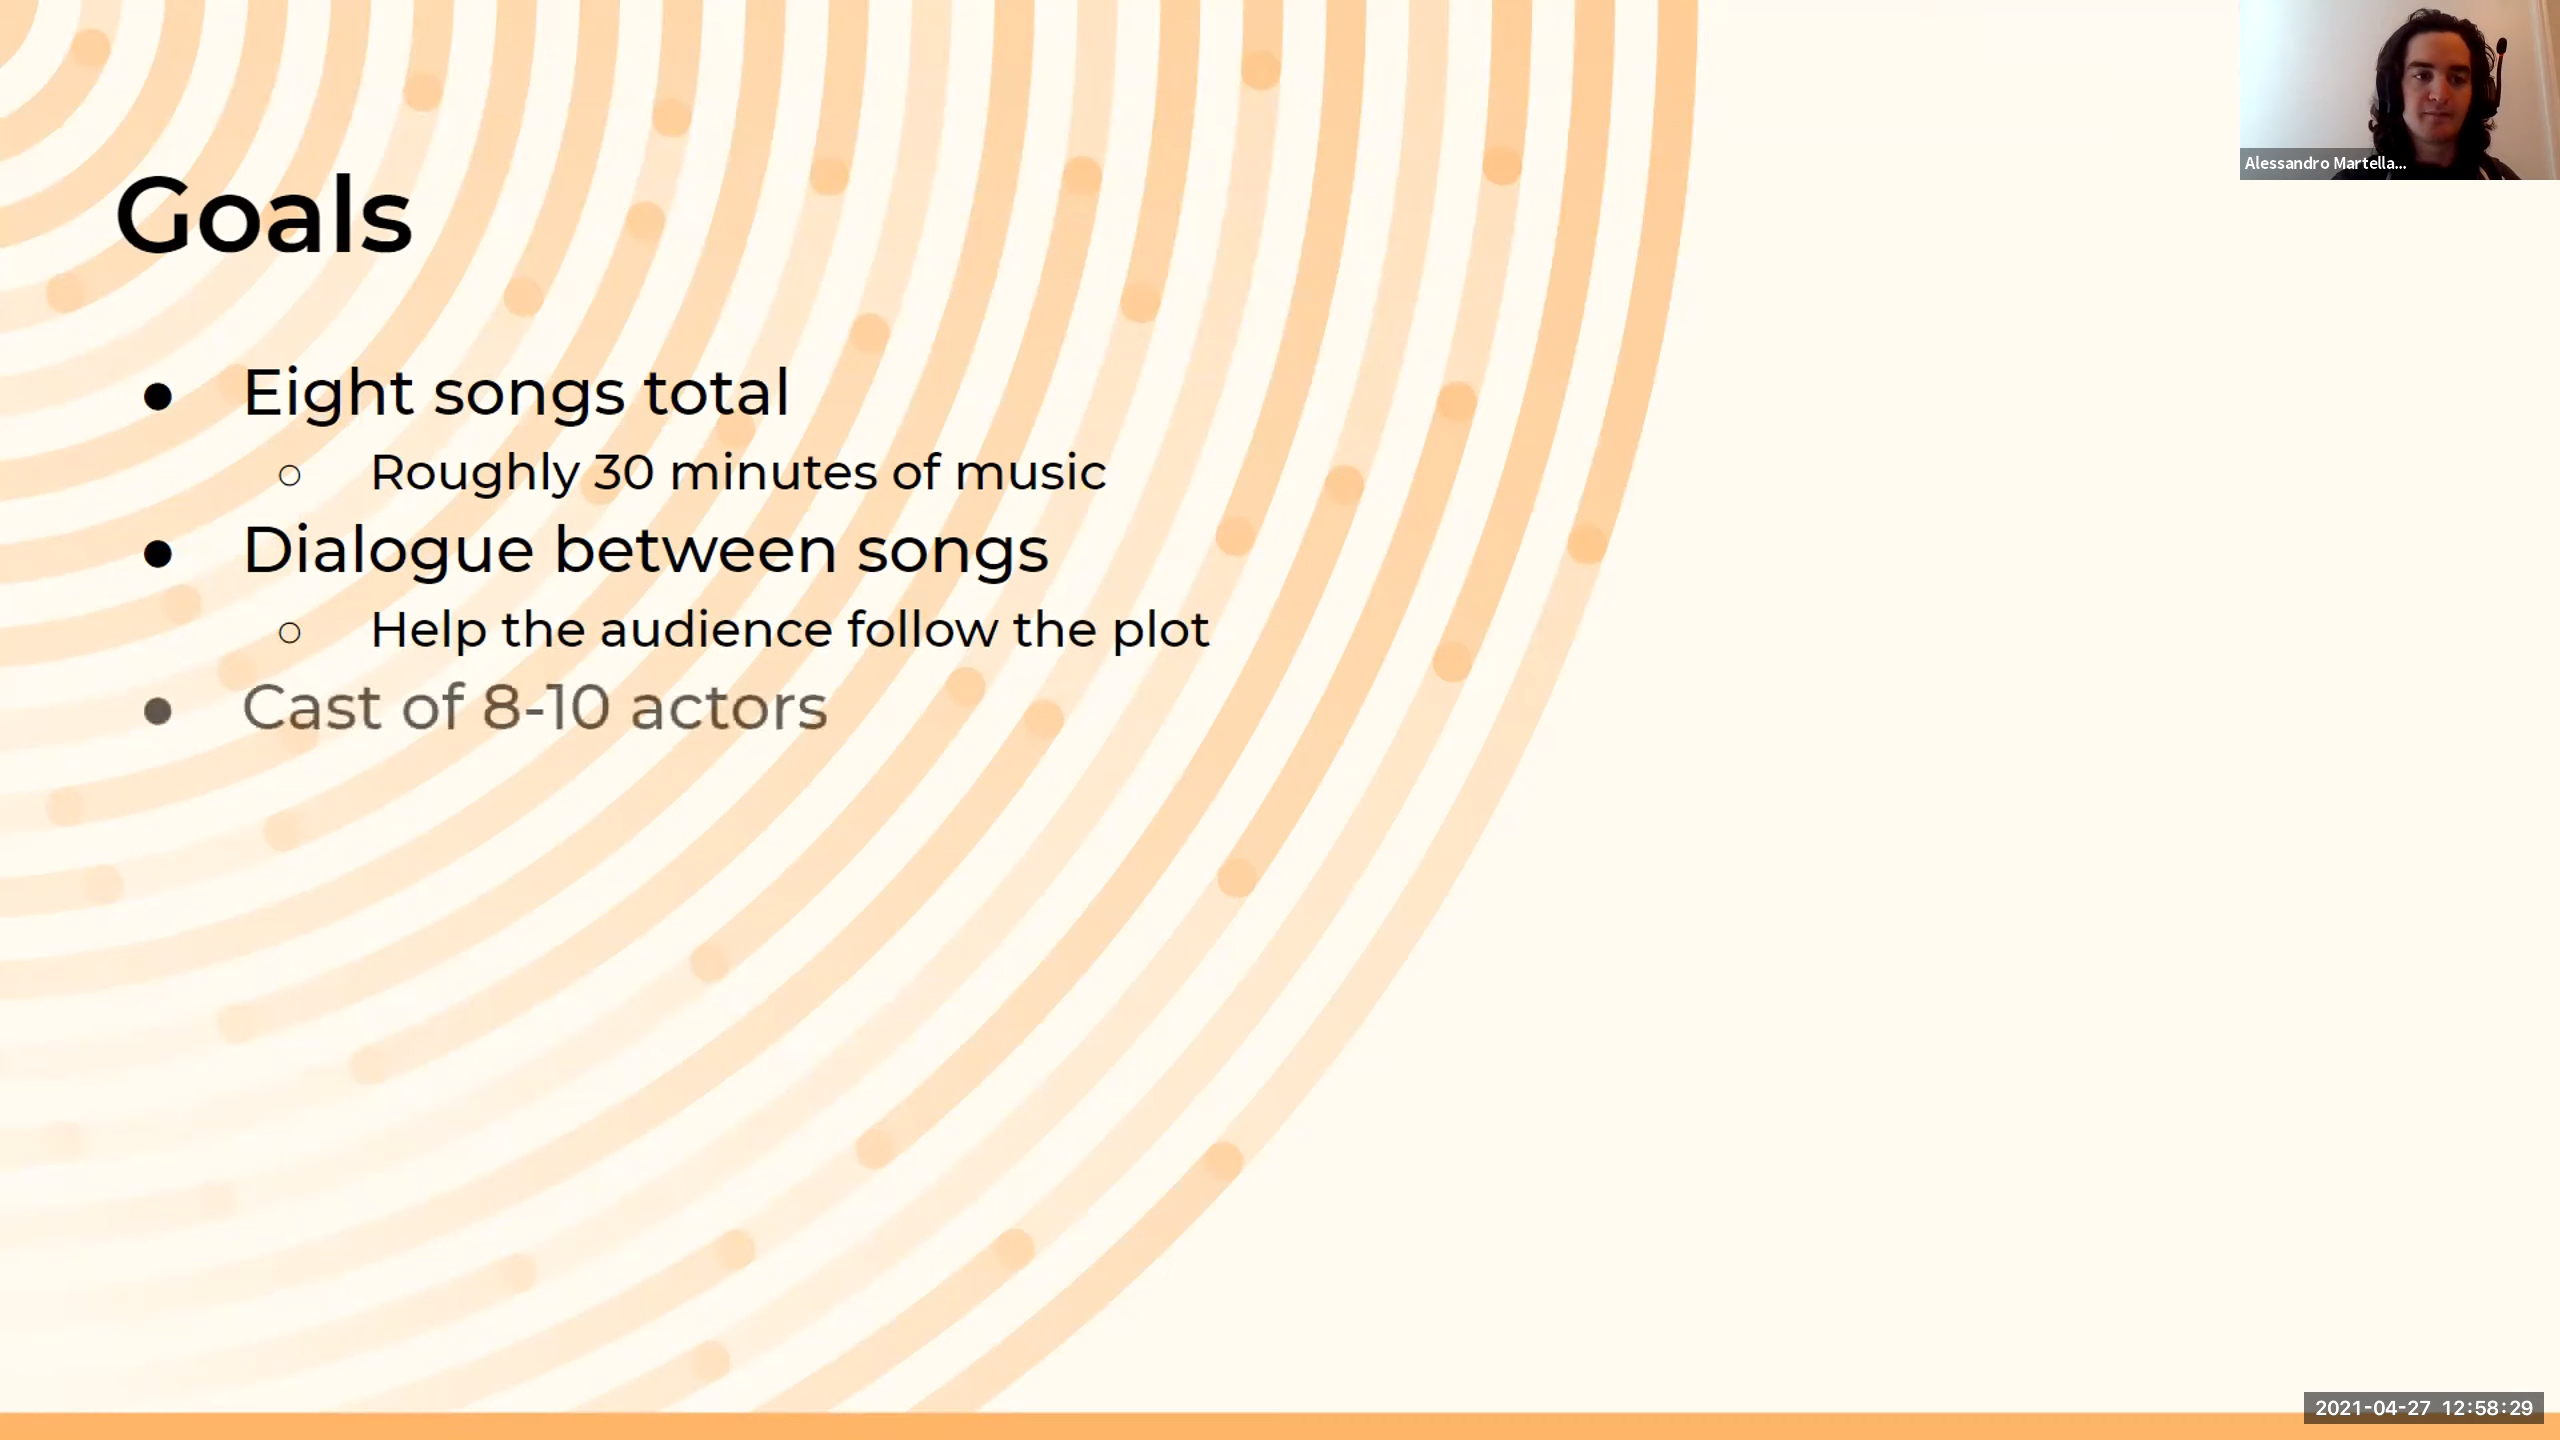 Goals
● Eight songs total
○ Roughly 30 minutes of music
● Dialogue between songs
○ Help the audience follow the plot
● Cast of 8-10 actors
Alessandro Martella...
2021-04-27 12:58:29